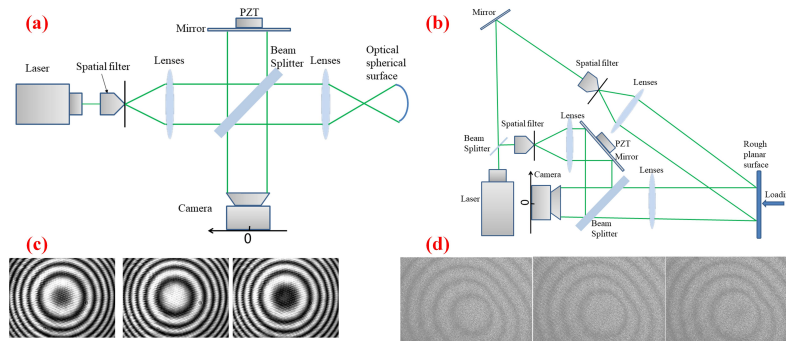 (a)
PZT
Mirror
Beam
Splitter
Laser
Spatial filter
Lenses
Lenses
Optical
spherical
surface
Camera
0
(b)
Mirror
Spatial filter
Lenses
Beam
Splitter
Spatial filter
Lenses
PZT
Mirror
Camera
Lenses
Rough
planar
surface
Loadi
Laser
0
Beam
Splitter
(c)
(d)